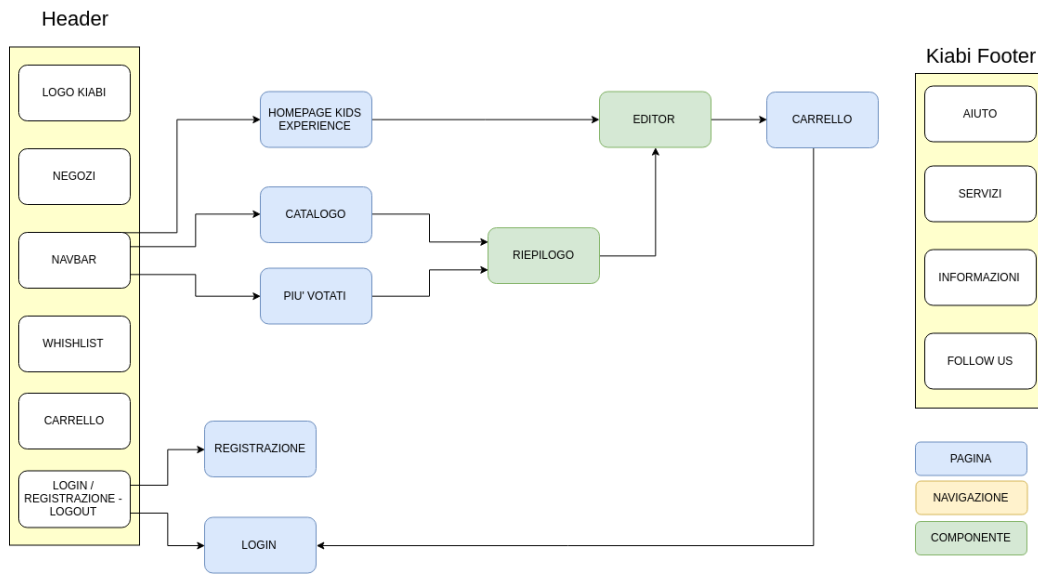 Header
LOGO KIABI
NEGOZI
NAVBAR
WHISHLIST
CARRELLO
LOGIN /
REGISTRAZIONE -
LOGOUT
HOMEPAGE KIDS
EXPERIENCE
CATALOGO
PIU' VOTATI
REGISTRAZIONE
LOGIN
RIEPILOGO
EDITOR
CARRELLO
Kiabi Footer
AIUTO
SERVIZI
INFORMAZIONI
FOLLOW US
PAGINA
NAVIGAZIONE
COMPONENTE